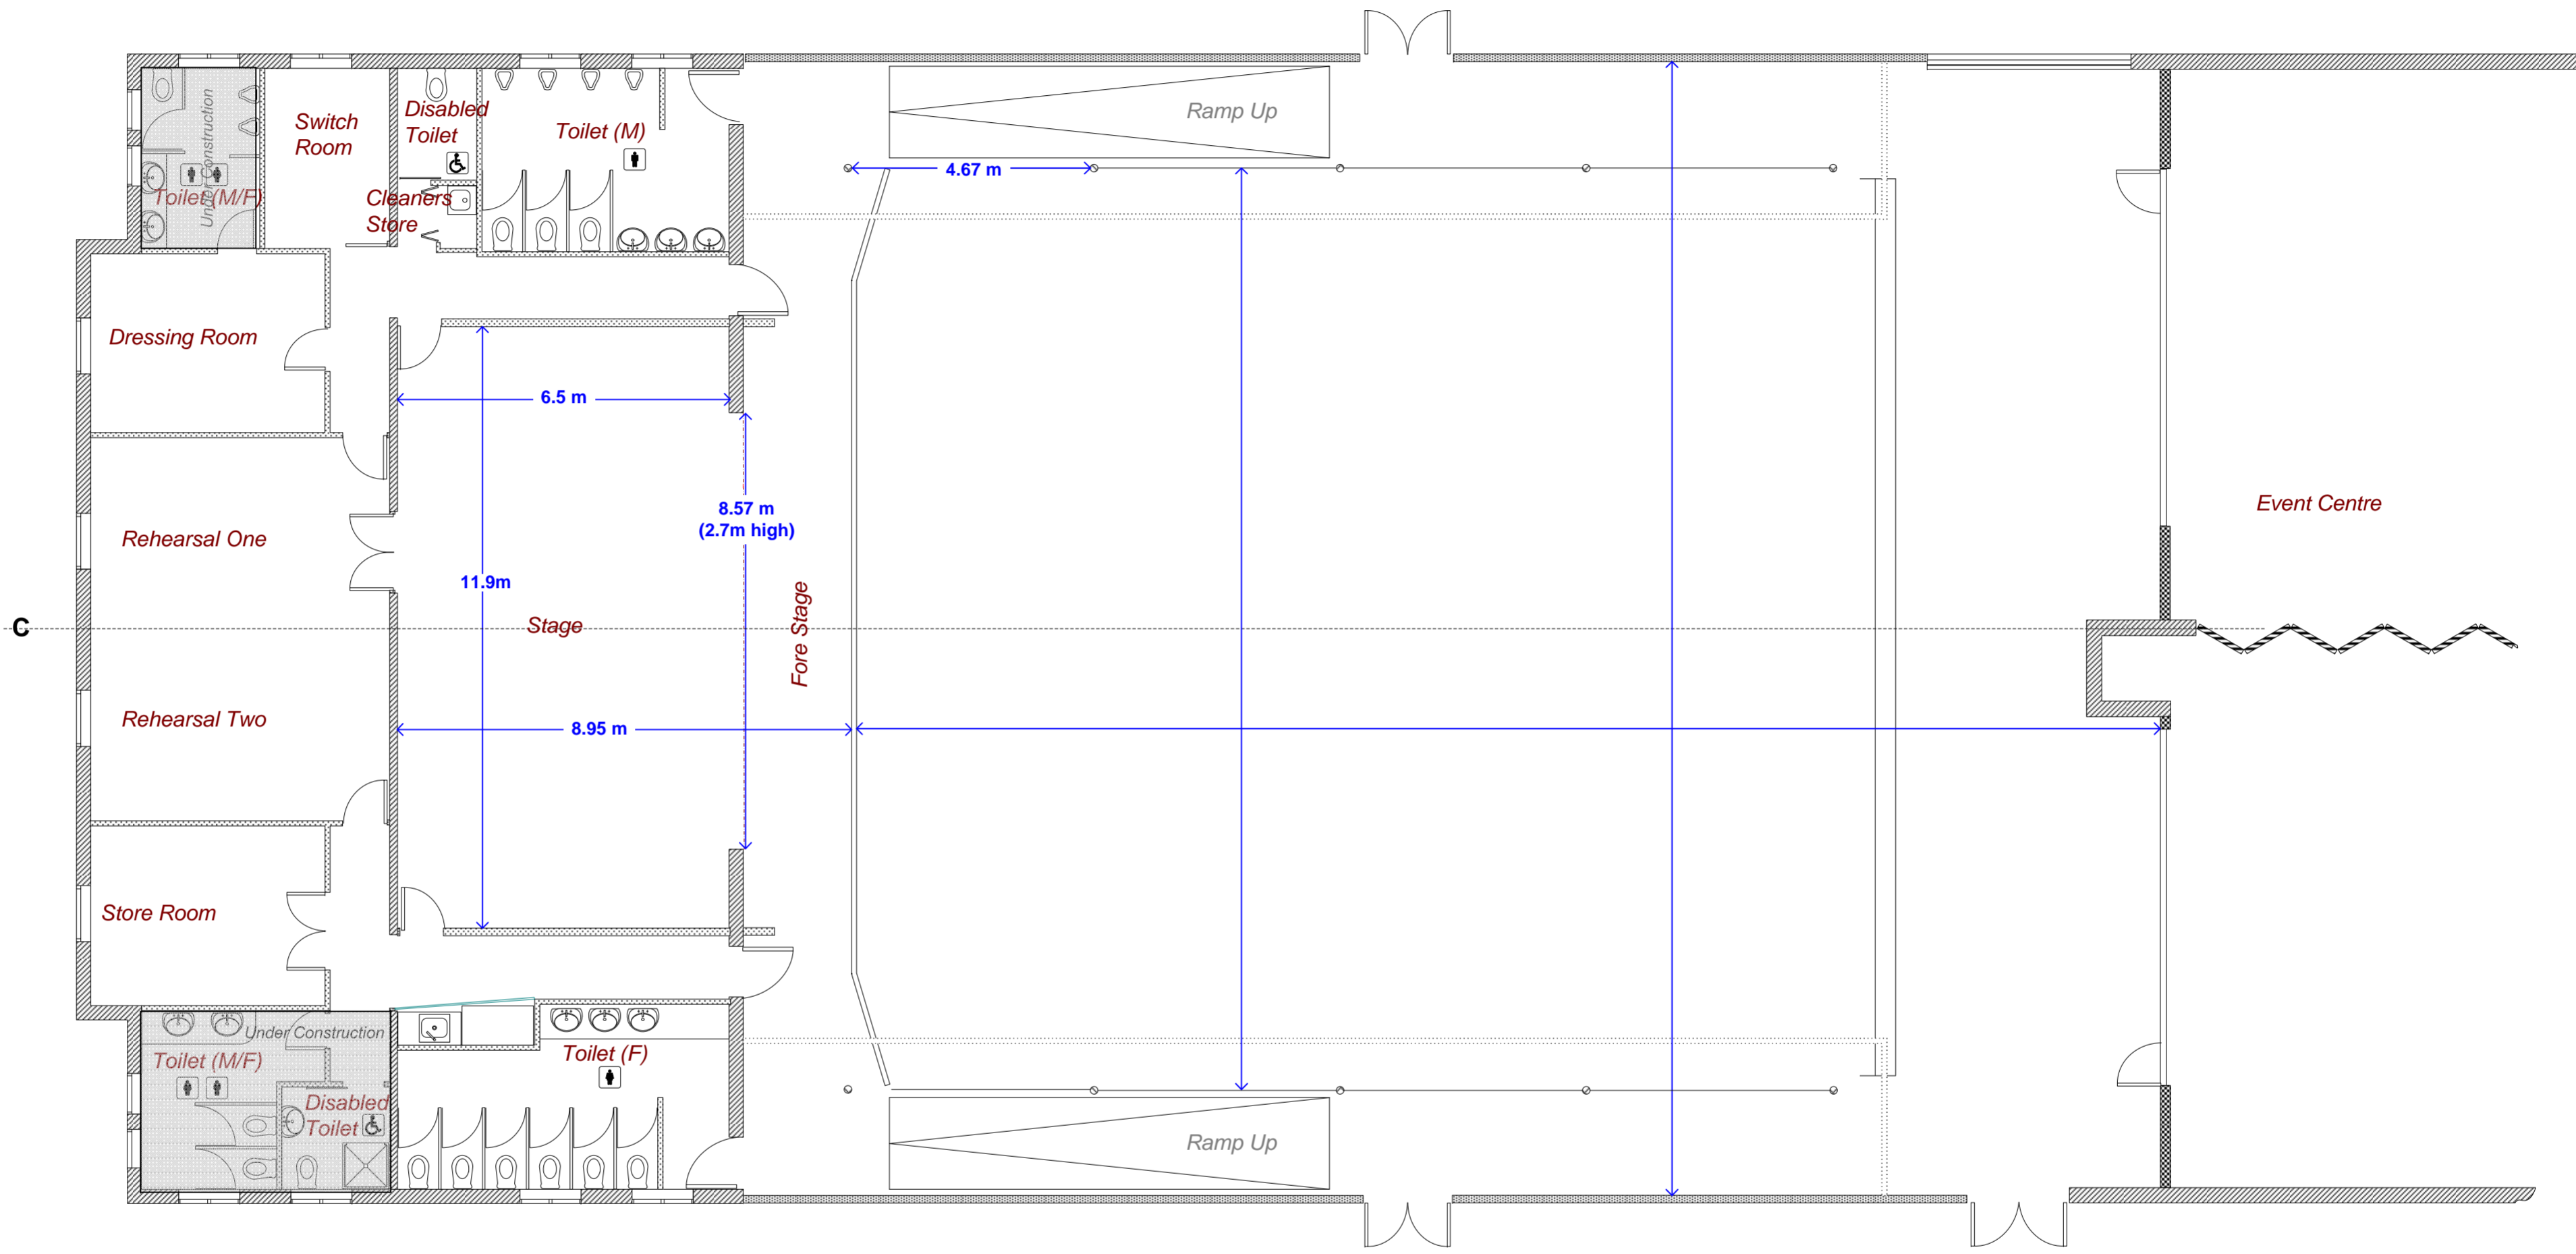 Ramp Up
Under Construction
Toilet (M/F)
Switch
Room
Disabled
Toilet
Toilet (M)
Cleaners
Store
4.67 m
Dressing Room
6.5 m
8.57 m
(2.7m high)
Event Centre
Rehearsal One
11.9m
Fore Stage
C
Stage
Rehearsal Two
8.95 m
Store Room
Under Construction
Toilet (M/F)
Toilet (F)
Disabled
Toilet
Ramp Up